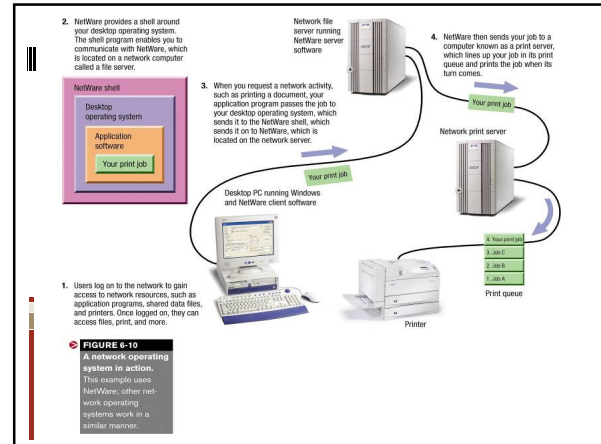 2. NetWare provides a shell around
your desktop operating system.
The shell program enables you to
communicate with NetWare, which
is located on a network computer
called a file server.
NetWare shell
Desktop
operating system
Application
software
Your print job
Network file
server running
NetWare server
software
3. When you request a network activity,
such as printing a document, your
application program passes the job to
your desktop operating system, which
sends it to the NetWare shell, which
sends it on to NetWare, which is
located on the network server.
Your print job
Desktop PC running Windows
and NetWare client software
4. NetWare then sends your job to a
computer known as a print server,
which lines up your job in its print
queue and prints the job when its
turn comes.
Your print job
Network print server
4. Your print job
3. Job C
2. Job B
1. Job A
Print queue
Printer
1. Users log on to the network to gain
access to network resources, such as
application programs, shared data files,
and printers. Once logged on, they can
access files, print, and more.
FIGURE 6-10
A network operating
system in action.
This example uses
NetWare; other net-
work operating
systems work in a
similar manner.